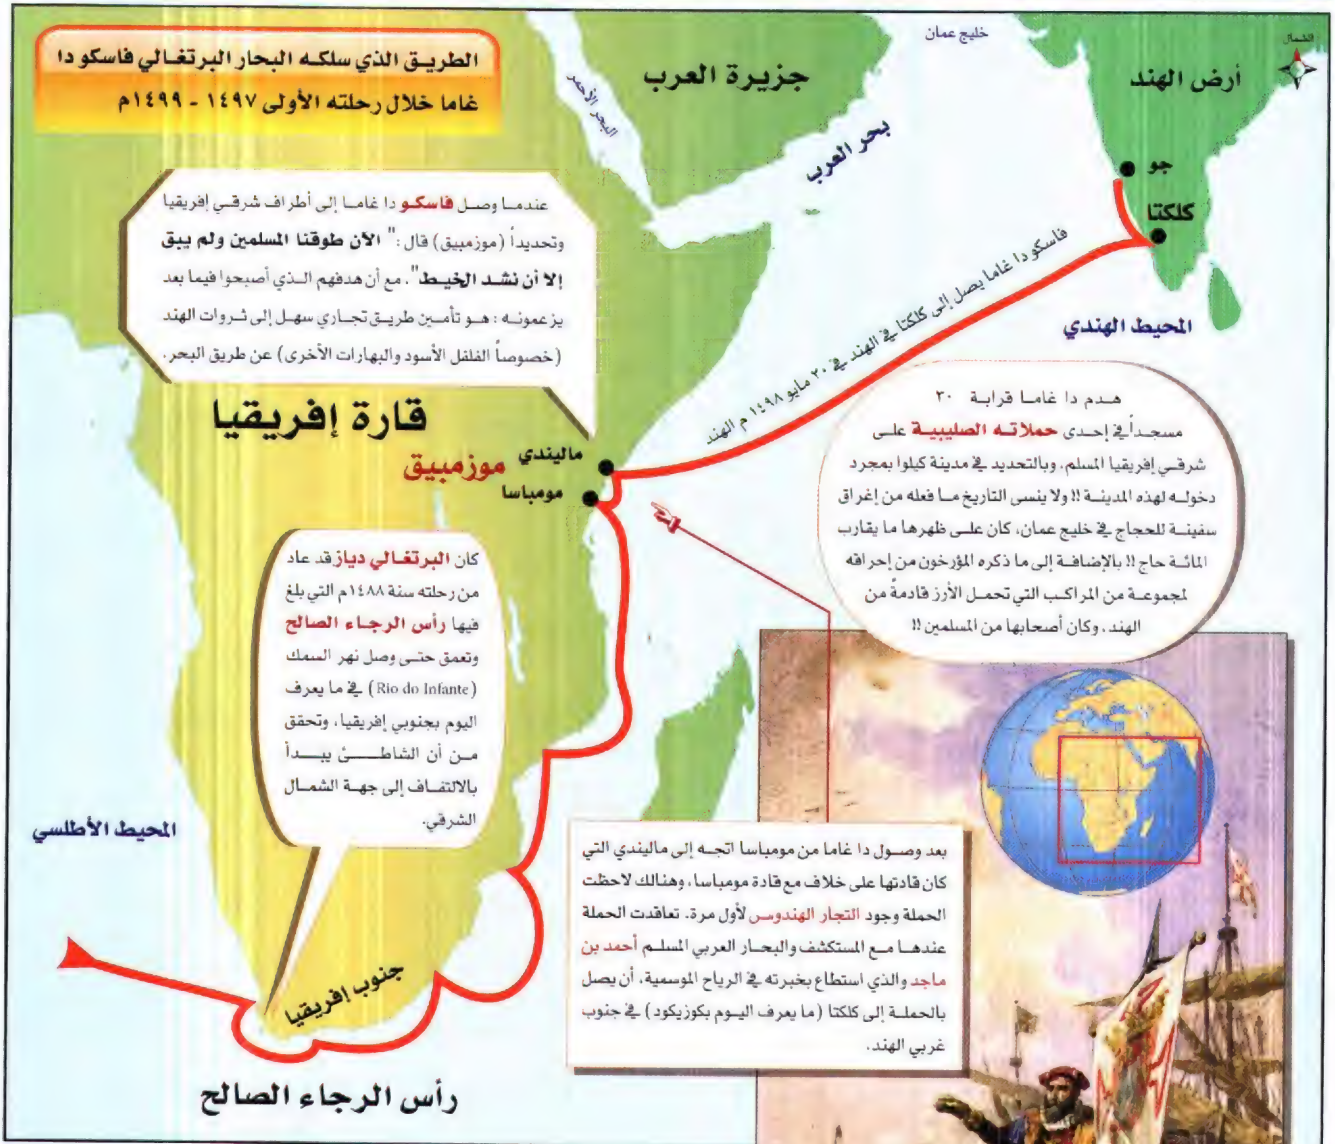 الطريق الذي سلكه البحار البرتغالي فاسكو دا
غاما خلال رحلته الأولى ١٤٩٧ - ١٤٩٩م
خليج عمان
الشمال
أرض الهند
جزيرة العرب
البحر الأحمر
بحر العرب
جو
كلكتا
عندما وصل فاسكو دا غاما إلى أطراف شرقي إفريقيا
وتحديداً (موزمبيق) قال: " الآن طوقنا المسلمين ولم يبق
إلا أن نشد الخيط". مع أن هدفهم الذي أصبحوا فيما بعد
يزعمونه : هو تأمين طريق تجاري سهل إلى ثروات الهند
(خصوصاً الفلفل الأسود والبهارات الأخرى) عن طريق البحر.
فاسكو دا غاما يصل إلى كلكتا في الهند في ٢٠ مايو ١٤٩٨ م الهند
المحيط الهندي
قارة إفريقيا
ماليندي
موزمبيق
مومباسا
هدم دا غاما قرابة ٣٠
مسجداً في إحدى حملاته الصليبية على
شرقي إفريقيا المسلم. وبالتحديد في مدينة كيلوا بمجرد
دخوله لهذه المدينة !! ولا ينسى التاريخ ما فعله من إغراق
سفينة للحجاج في خليج عمان، كان على ظهرها ما يقارب
المائة حاج !! بالإضافة إلى ما ذكره المؤرخون من إحراقه
لمجموعة من المراكب التي تحمل الأرز قادمةً من
الهند. وكان أصحابها من المسلمين !!
كان البرتغالي دياز قد عاد
من رحلته سنة ١٤٨٨م التي بلغ
فيها رأس الرجاء الصالح
وتعمق حتى وصل نهر السمك
(Rio do Infante) في ما يعرف
اليوم بجنوبي إفريقيا، وتحقق
من أن الشاطئ يبدأ
بالالتفاف إلى جهة الشمال
الشرقي.
المحيط الأطلسي
بعد وصول دا غاما من مومباسا اتجه إلى ماليندي التي
كان قادتها على خلاف مع قادة مومباسا، وهنالك لاحظت
الحملة وجود التجار الهندوس لأول مرة. تعاقدت الحملة
عندها مع المستكشف والبحار العربي المسلم أحمد بن
ماجد والذي استطاع بخبرته في الرياح الموسمية، أن يصل
بالحملة إلى كلكتا (ما يعرف اليوم بكوزيكود) في جنوب
غربي الهند.
جنوب إفريقيا
رأس الرجاء الصالح